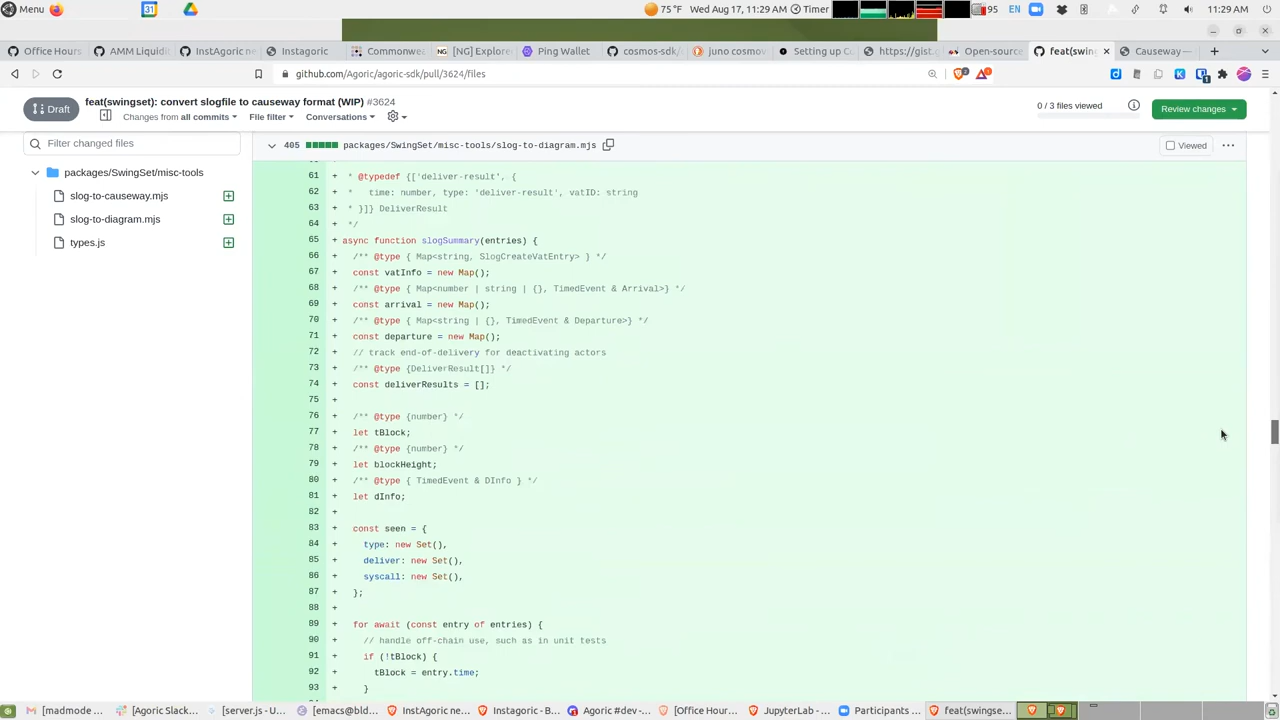 Menu
75 °F Wed Aug 17, 11:29 AM Timer 95 EN 11:29 AM
Office Hours AMM Liquidi InstAgoric n Instagoric Commonwe [NG] Explore Ping Wallet cosmos-sdk/ juno cosmov Setting up C https://gist.g Open-source feat(swing Causeway —
github.com/Agoric/agoric-sdk/pull/3624/files
Draft feat(swingset): convert slogfile to causeway format (WIP) #3624
Changes from all commits File filter Conversations
0 / 3 files viewed Review changes
Filter changed files
packages/SwingSet/misc-tools
slog-to-causeway.mjs
slog-to-diagram.mjs
types.js
405 packages/SwingSet/misc-tools/slog-to-diagram.mjs Viewed
61 + * @typedef {['deliver-result', {
62 + *   time: number, type: 'deliver-result', vatID: string
63 + * }]} DeliverResult
64 + */
65 + async function slogSummary(entries) {
66 +   /** @type { Map<string, SlogCreateVatEntry> } */
67 +   const vatInfo = new Map();
68 +   /** @type { Map<number | string | {}, TimedEvent & Arrival>} */
69 +   const arrival = new Map();
70 +   /** @type { Map<string | {}, TimedEvent & Departure>} */
71 +   const departure = new Map();
72 +   // track end-of-delivery for deactivating actors
73 +   /** @type {DeliverResult[]} */
74 +   const deliverResults = [];
75 +
76 +   /** @type {number} */
77 +   let tBlock;
78 +   /** @type {number} */
79 +   let blockHeight;
80 +   /** @type { TimedEvent & DInfo } */
81 +   let dInfo;
82 +
83 +   const seen = {
84 +     type: new Set(),
85 +     deliver: new Set(),
86 +     syscall: new Set(),
87 +   };
88 +
89 +   for await (const entry of entries) {
90 +     // handle off-chain use, such as in unit tests
91 +     if (!tBlock) {
92 +       tBlock = entry.time;
93 +     }
[madmode ... [Agoric Slack... [server.js - U... [emacs@bld... InstAgoric ne... Instagoric - B... Agoric #dev -... [Office Hour... JupyterLab - ... Participants ... feat(swingse...